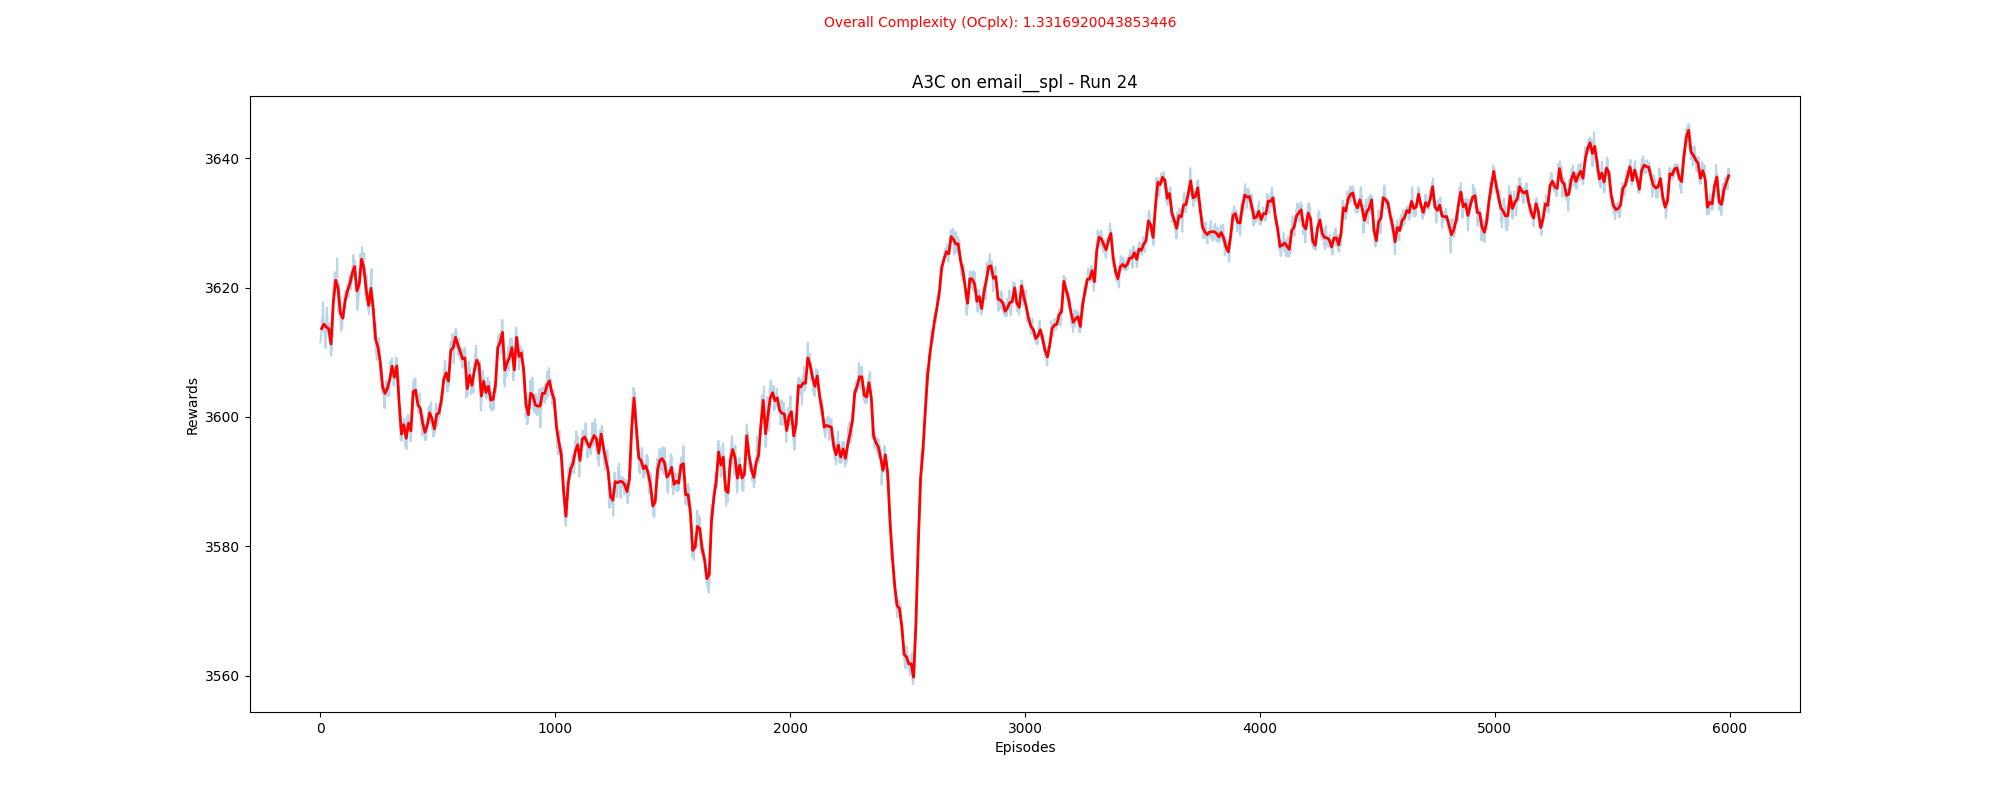 Overall Complexity (OCplx): 1.3316920043853446
A3C on email__spl - Run 24
3640
3620
3600
3580
3560
Rewards
0 1000 2000 3000 4000 5000 6000
Episodes